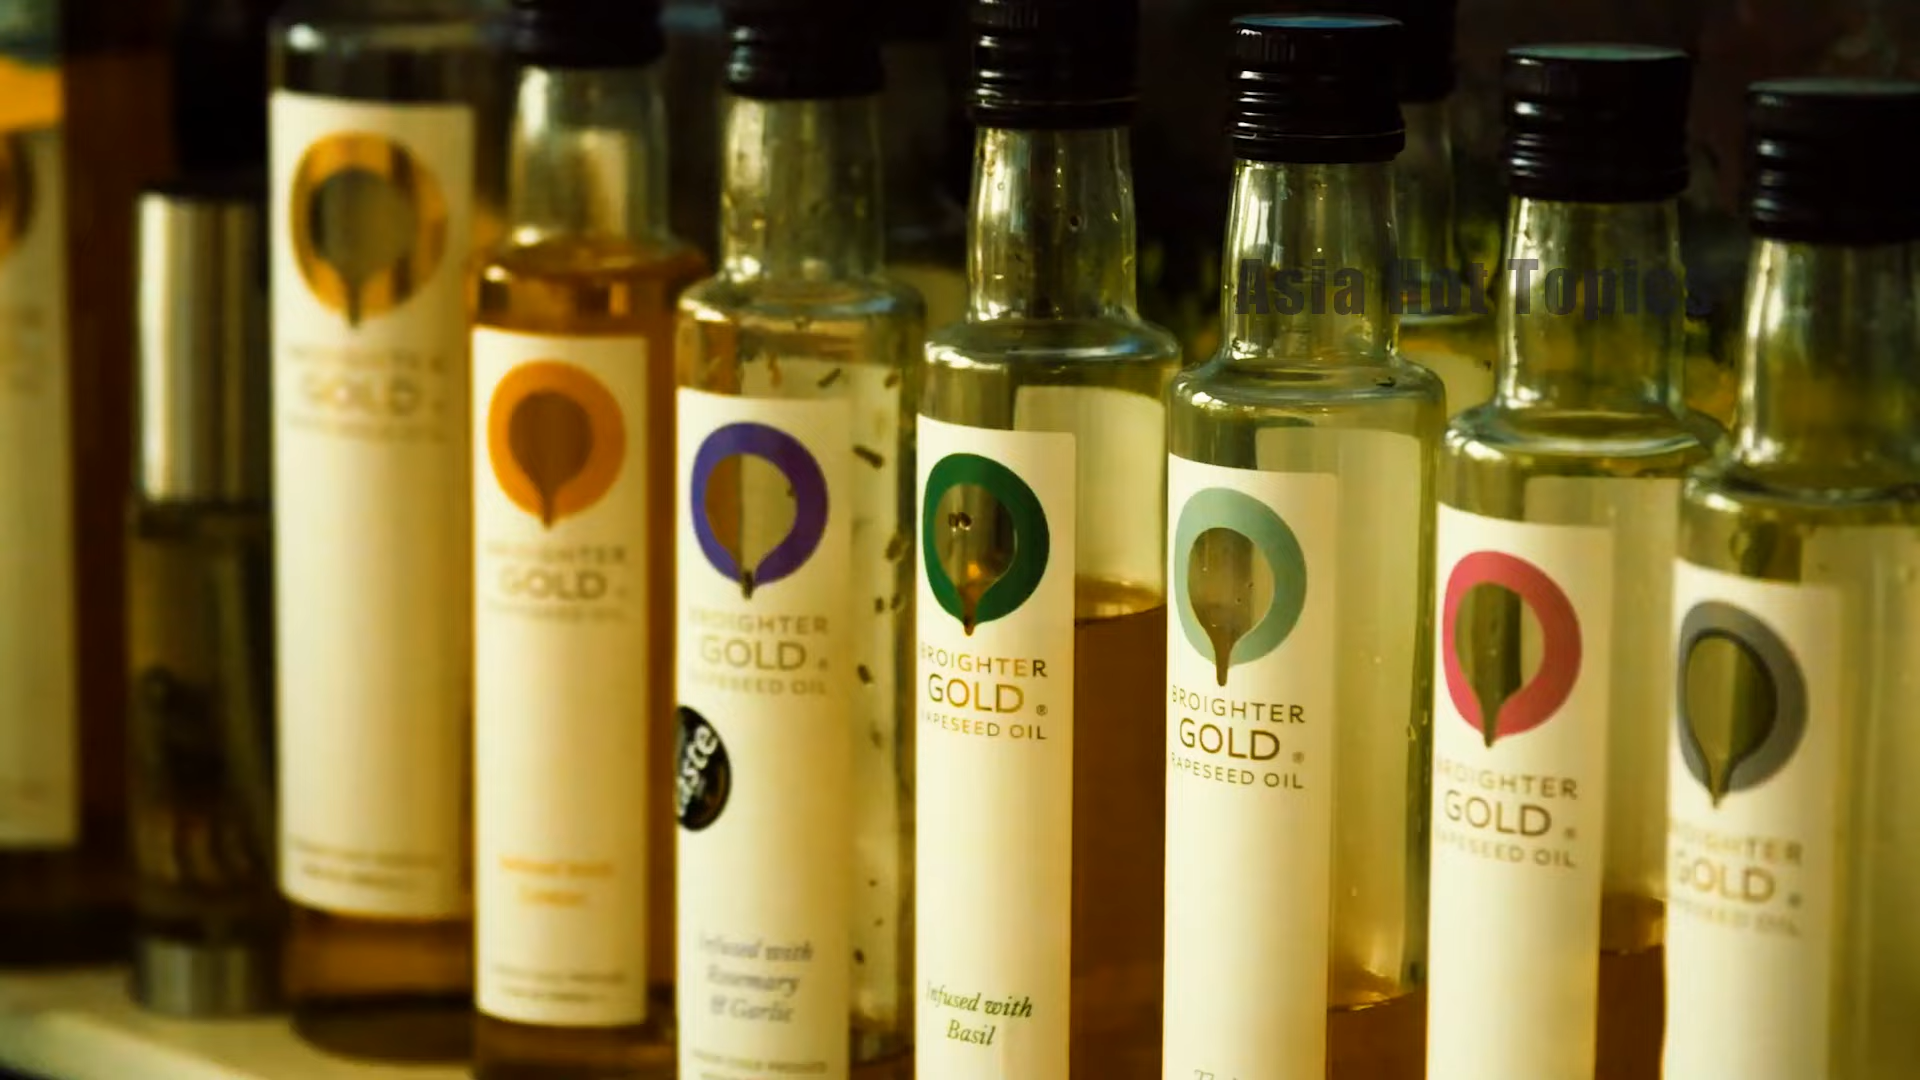 Asia Hot Topics
GOLD
BROIGHTER
GOLD
BROIGHTER
GOLD
RAPESEED OIL
taste
Infused with
Rosemary
& Garlic
BROIGHTER
GOLD ®
RAPESEED OIL
Infused with
Basil
BROIGHTER
GOLD ®
RAPESEED OIL
BROIGHTER
GOLD ®
RAPESEED OIL
BROIGHTER
GOLD